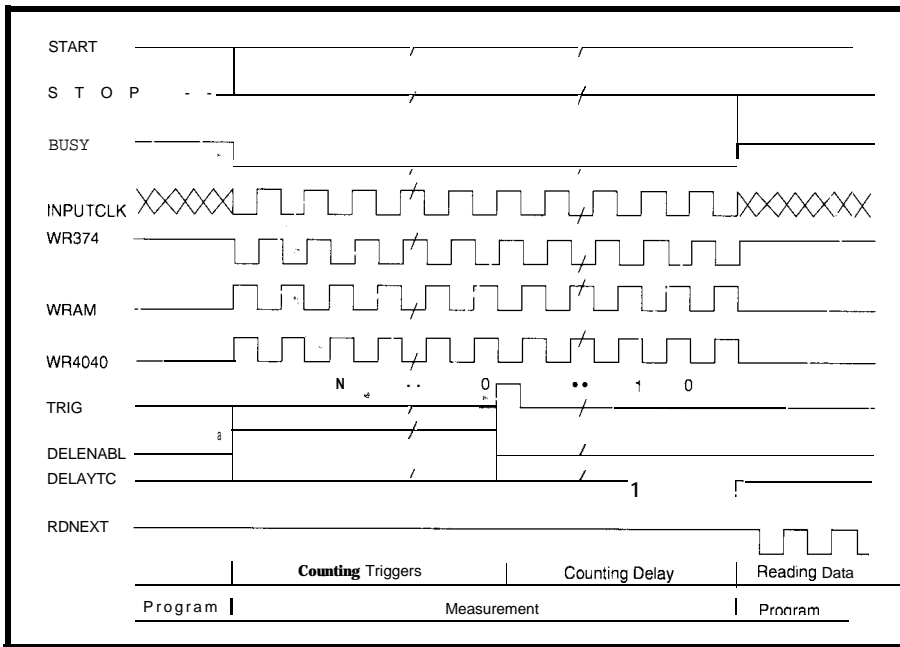 START
S T O P
BUSY
INPUTCLK
WR374
WRAM
WR4040
N .. 0 •• 1 0
TRIG
a
DELENABL
DELAYTC
1
RDNEXT
Counting Triggers Counting Delay Reading Data
Program Measurement Program